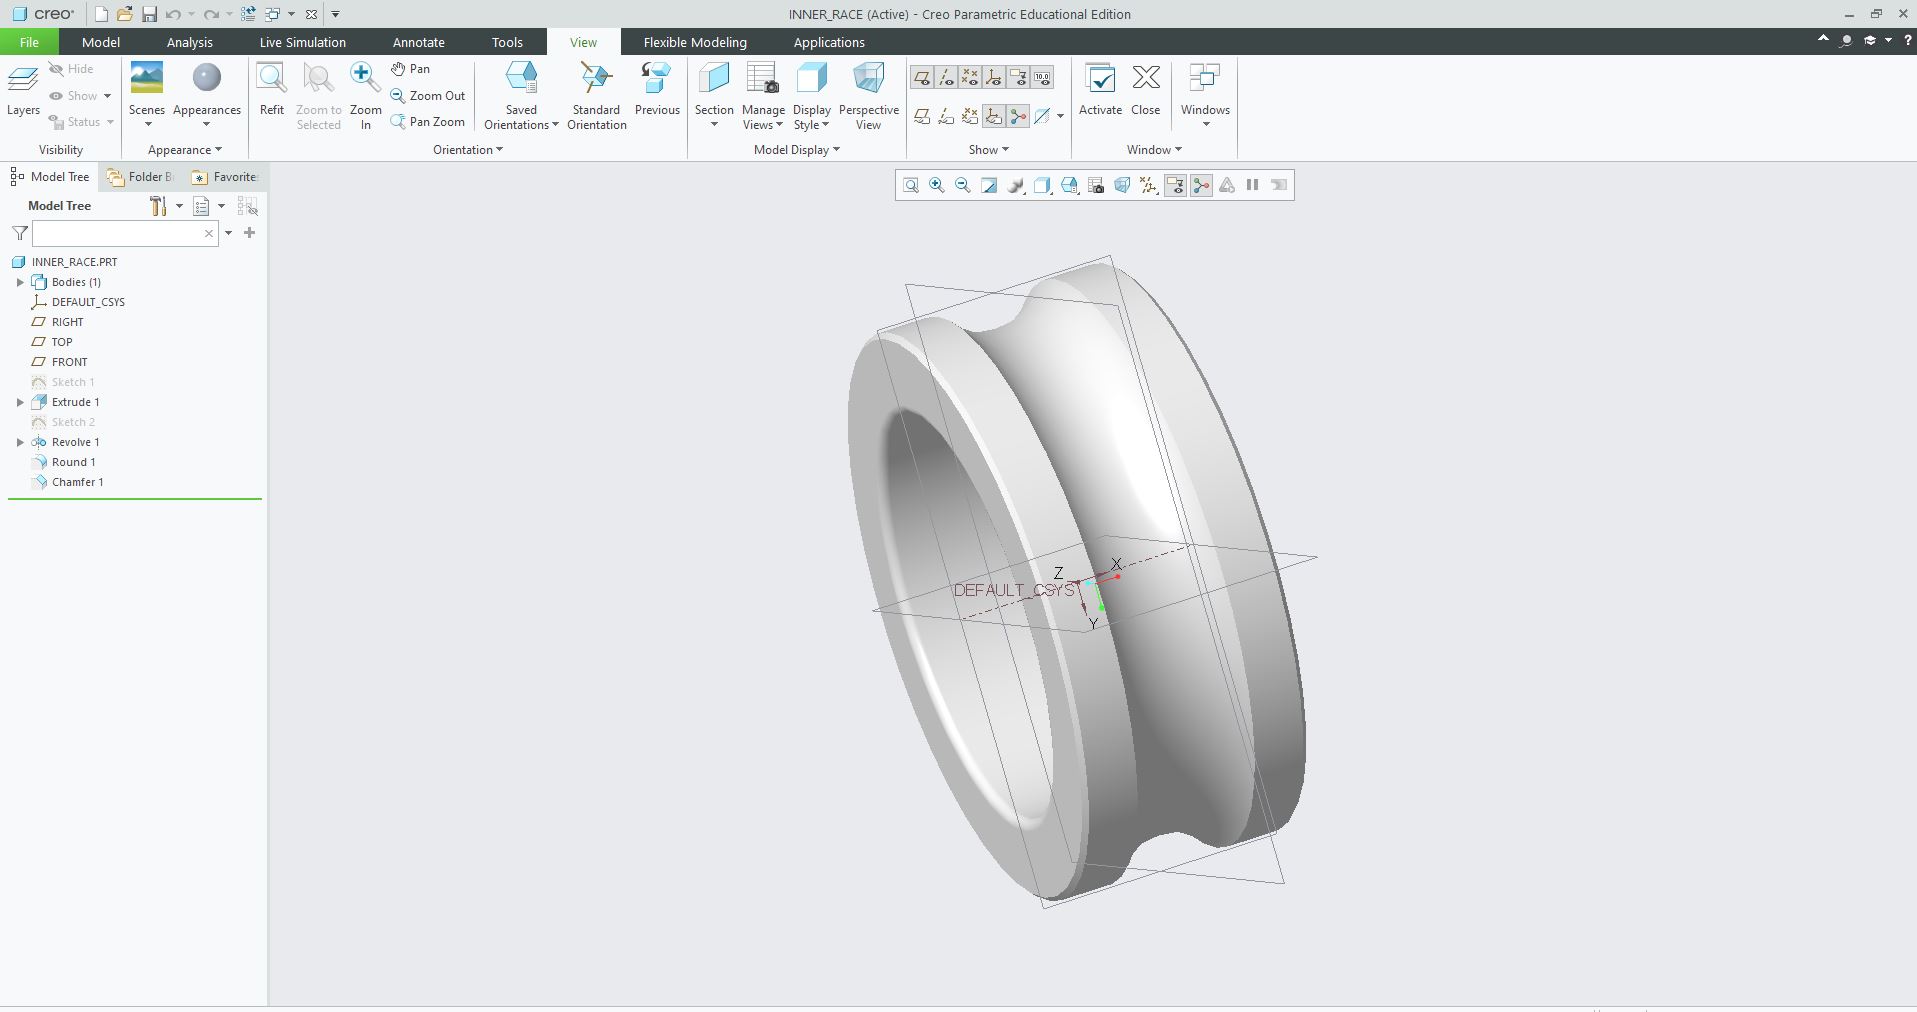 creo
INNER_RACE (Active) - Creo Parametric Educational Edition
File Model Analysis Live Simulation Annotate Tools View Flexible Modeling Applications
Layers
Hide
Show
Status
Visibility
Scenes
Appearances
Appearance
Refit
Zoom to
Selected
Zoom
In
Pan
Zoom Out
Pan Zoom
Saved
Orientations
Standard
Orientation
Previous
Orientation
Section
Manage
Views
Display
Style
Perspective
View
Model Display
10.0
Show
Activate
Close
Windows
Window
Model Tree
Folder B
Favorite
Model Tree
INNER_RACE.PRT
Bodies (1)
DEFAULT_CSYS
RIGHT
TOP
FRONT
Sketch 1
Extrude 1
Sketch 2
Revolve 1
Round 1
Chamfer 1
X
Z
DEFAULT_CSYS
Y